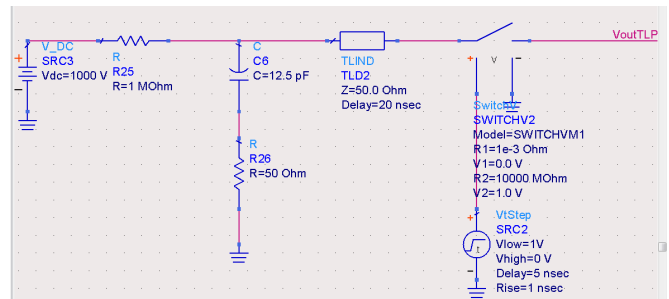 VoutTLP
V_DC
SRC3
Vdc=1000 V
R
R25
R=1 MOhm
C
C6
C=12.5 pF
TLIND
TLD2
Z=50.0 Ohm
Delay=20 nsec
SwitchV
SWITCHV2
Model=SWITCHVM1
R1=1e-3 Ohm
V1=0.0 V
R2=10000 MOhm
V2=1.0 V
R
R26
R=50 Ohm
VtStep
SRC2
Vlow=1V
Vhigh=0 V
Delay=5 nsec
Rise=1 nsec